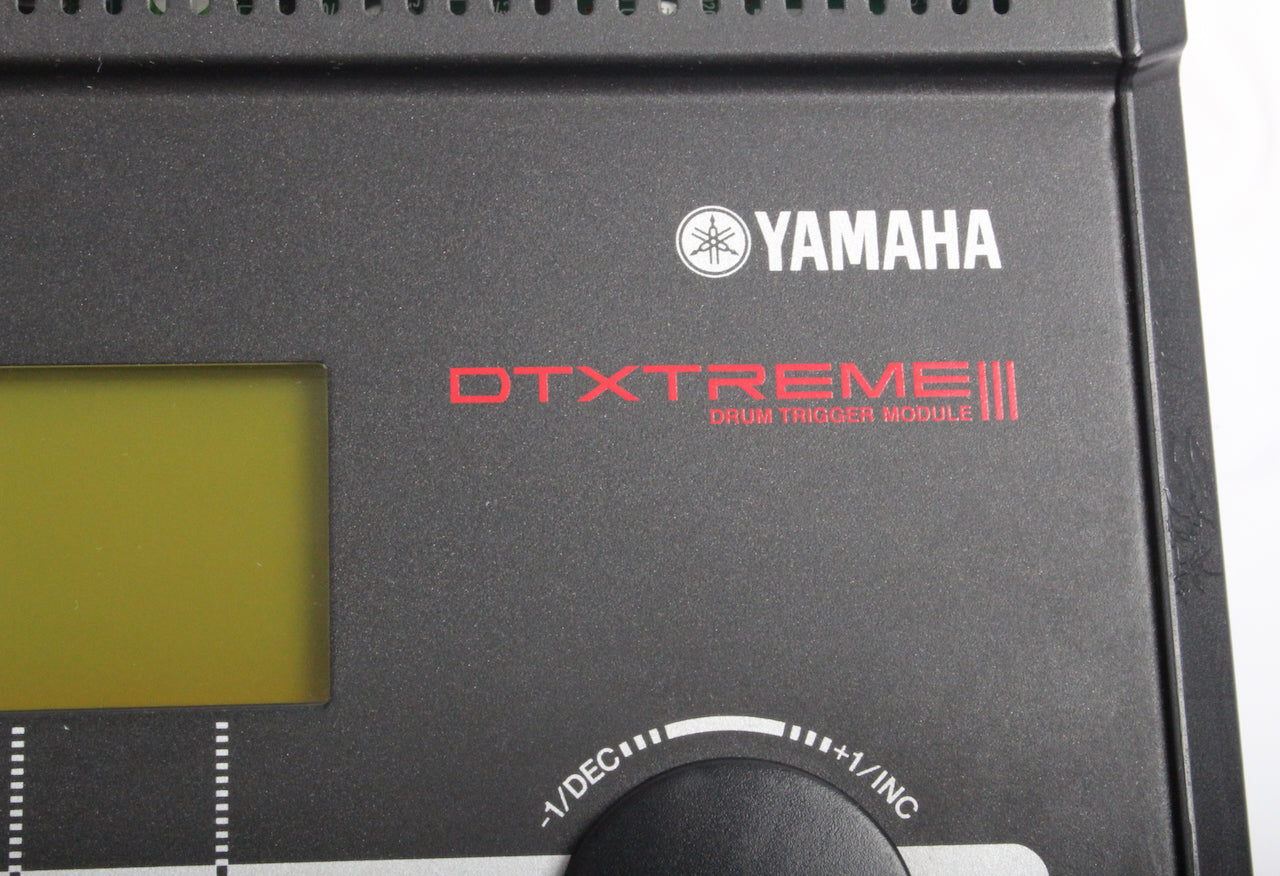 YAMAHA
DTXTREME III
DRUM TRIGGER MODULE
-1/DEC
+1/INC